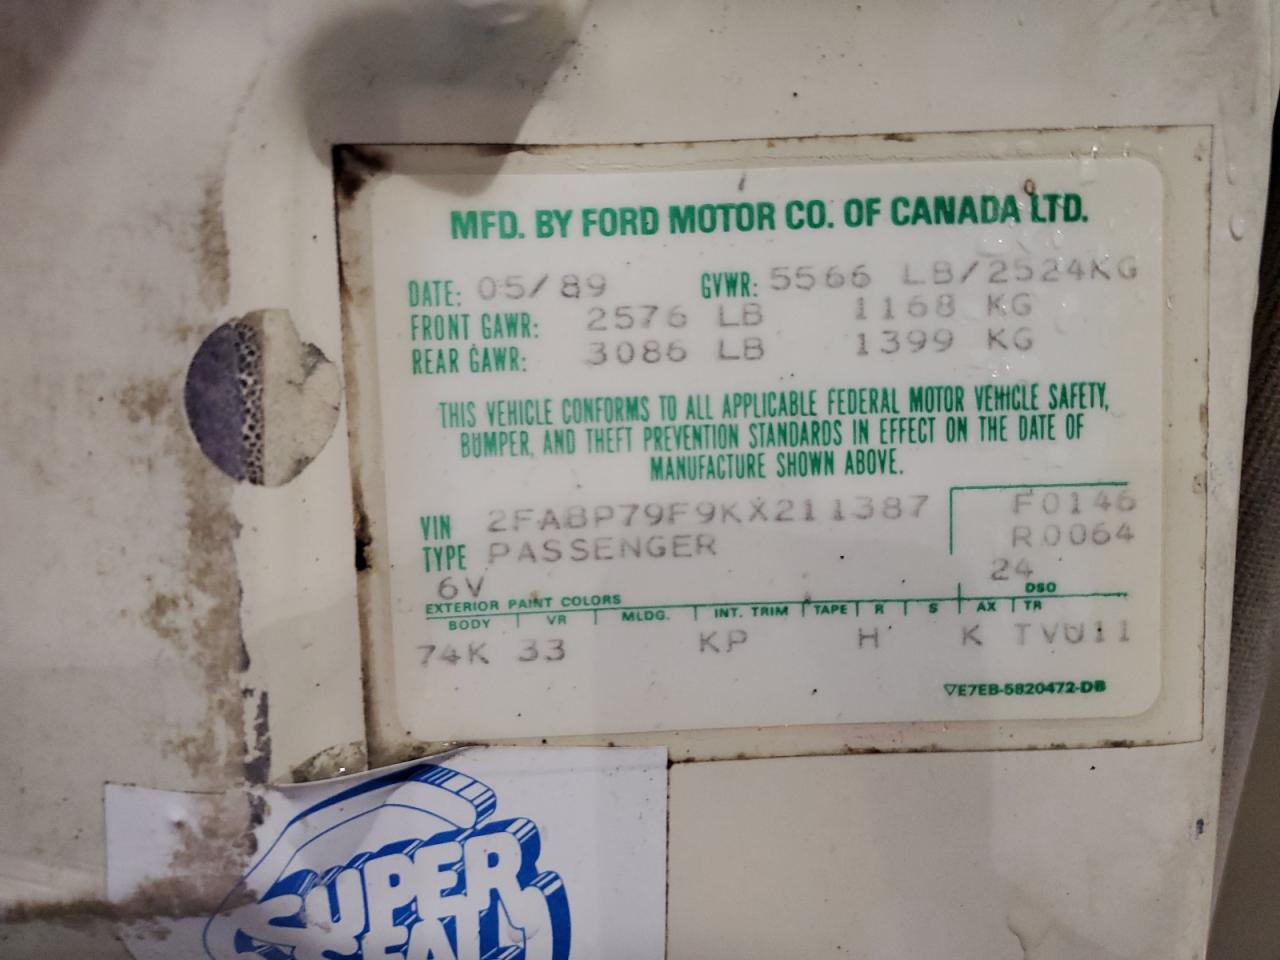 MFD. BY FORD MOTOR CO. OF CANADA LTD.
DATE: 05/89 GVWR: 5566 LB/2524KG
FRONT GAWR: 2576 LB 1168 KG
REAR GAWR: 3086 LB 1399 KG
THIS VEHICLE CONFORMS TO ALL APPLICABLE FEDERAL MOTOR VEHICLE SAFETY,
BUMPER, AND THEFT PREVENTION STANDARDS IN EFFECT ON THE DATE OF
MANUFACTURE SHOWN ABOVE.
VIN 2FABP79F9KX211387 F0146
TYPE PASSENGER R0064
6V 24
EXTERIOR PAINT COLORS DSO
BODY VR MLDG. INT. TRIM TAPE R S AX TR
74K 33 KP H K TV011
▽E7EB-5820472-DB
SUPER
SEAL